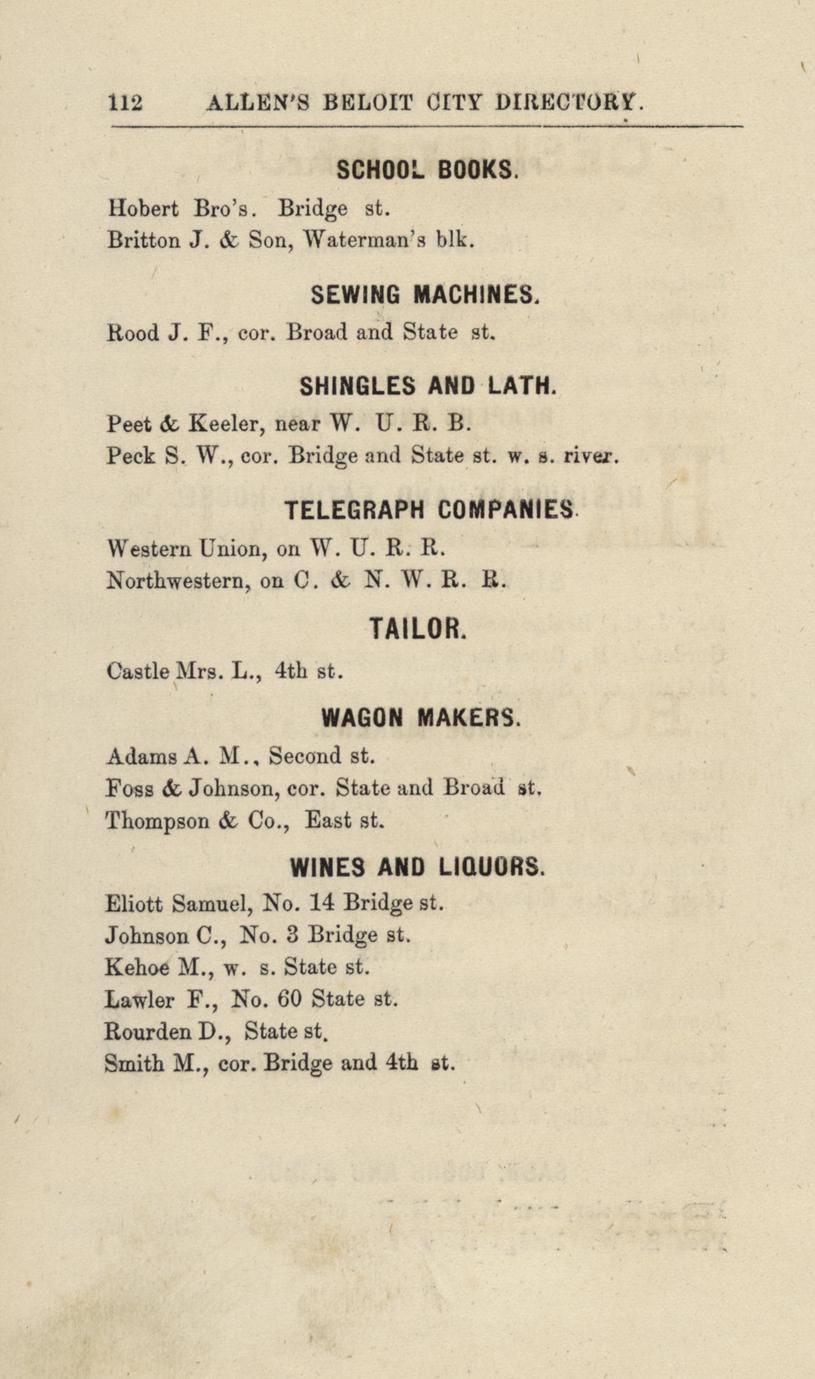 112 ALLEN'S BELOIT CITY DIRECTORY.
SCHOOL BOOKS.
Hobert Bro's. Bridge st.
Britton J. & Son, Waterman's blk.
SEWING MACHINES.
Rood J. F., cor. Broad and State st.
SHINGLES AND LATH.
Peet & Keeler, near W. U. R. B.
Peck S. W., cor. Bridge and State st. w. s. river.
TELEGRAPH COMPANIES.
Western Union, on W. U. R. R.
Northwestern, on C. & N. W. R. R.
TAILOR.
Castle Mrs. L., 4th st.
WAGON MAKERS.
Adams A. M., Second st.
Foss & Johnson, cor. State and Broad st.
Thompson & Co., East st.
WINES AND LIQUORS.
Eliott Samuel, No. 14 Bridge st.
Johnson C., No. 3 Bridge st.
Kehoe M., w. s. State st.
Lawler F., No. 60 State st.
Rourden D., State st.
Smith M., cor. Bridge and 4th st.